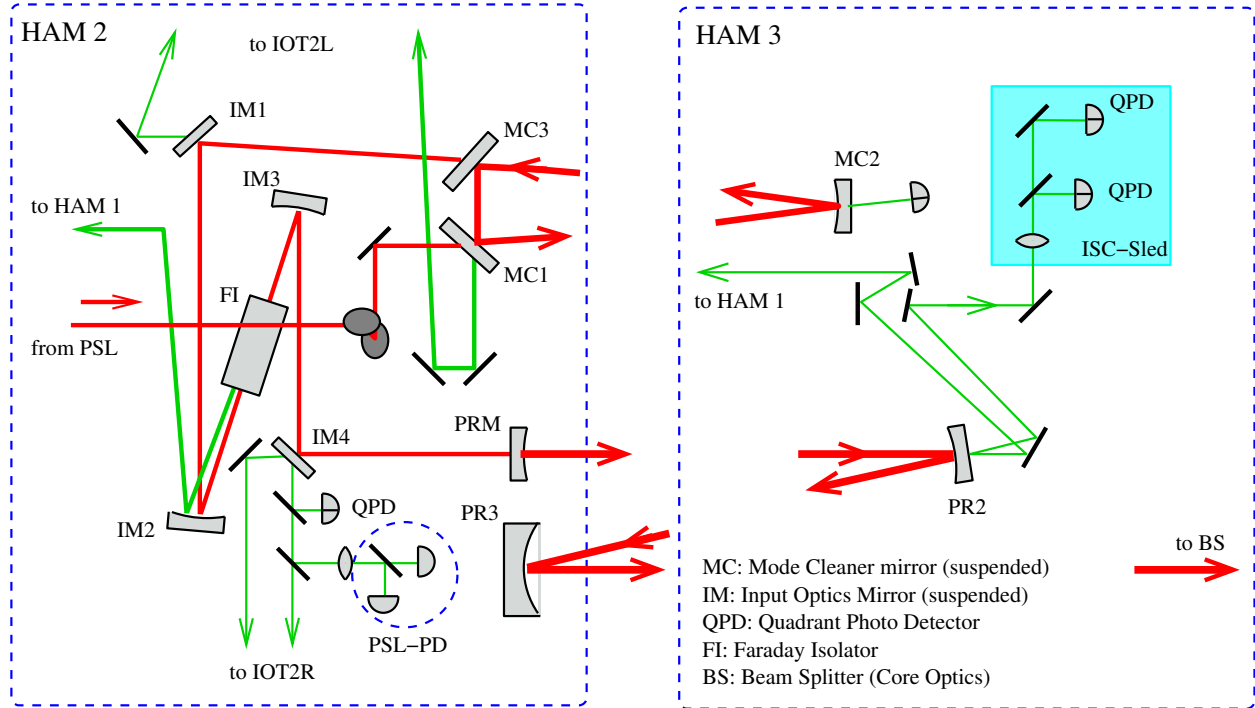 HAM 2
to IOT2L
IM1
MC3
IM3
to HAM 1
MC1
FI
from PSL
IM4
PRM
QPD
IM2
PR3
PSL−PD
to IOT2R
HAM 3
QPD
MC2
QPD
ISC−Sled
to HAM 1
PR2
to BS
MC: Mode Cleaner mirror (suspended)
IM: Input Optics Mirror (suspended)
QPD: Quadrant Photo Detector
FI: Faraday Isolator
BS: Beam Splitter (Core Optics)